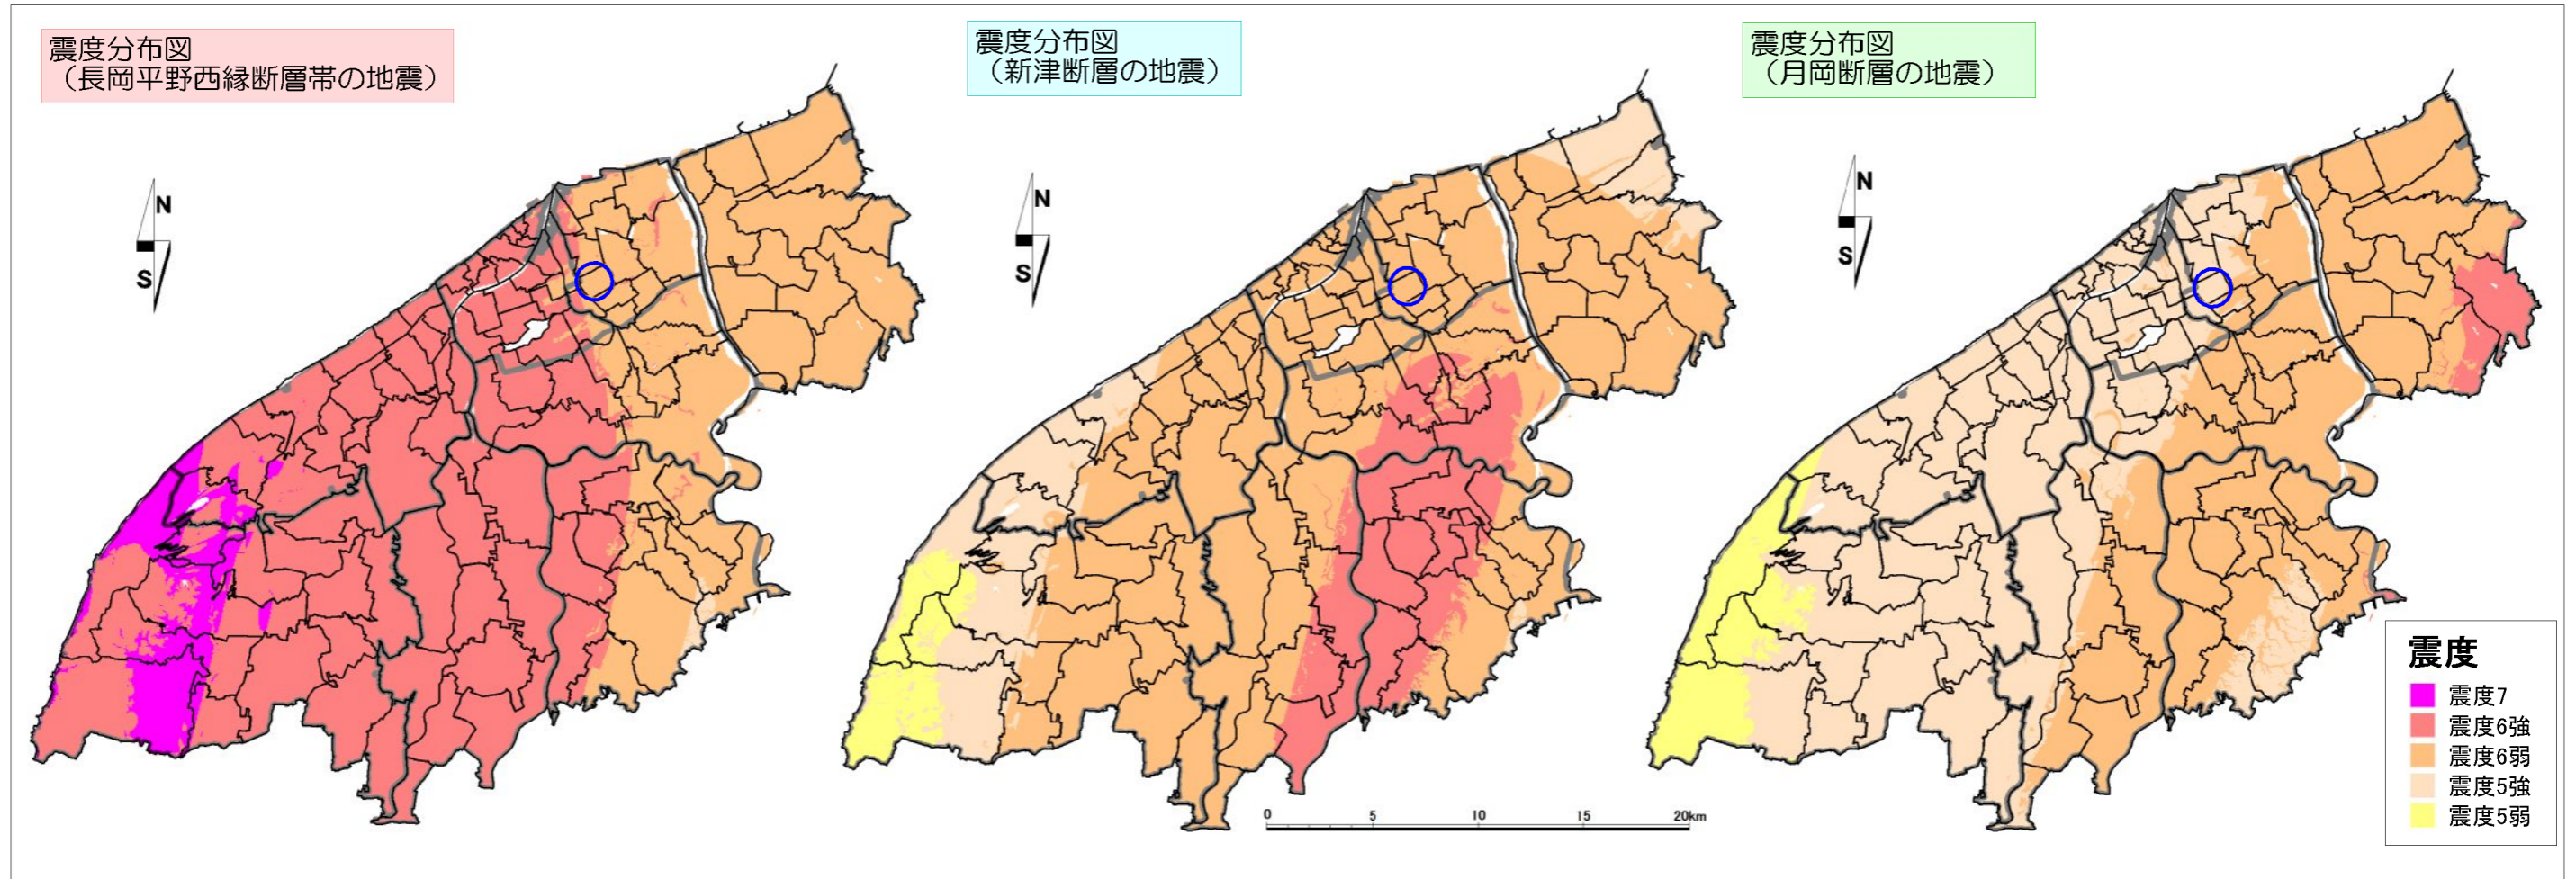 震度分布図
（長岡平野西縁断層帯の地震）
震度分布図
（新津断層の地震）
震度分布図
（月岡断層の地震）
N
S
N
S
N
S
0 5 10 15 20km
震度
震度7
震度6強
震度6弱
震度5強
震度5弱